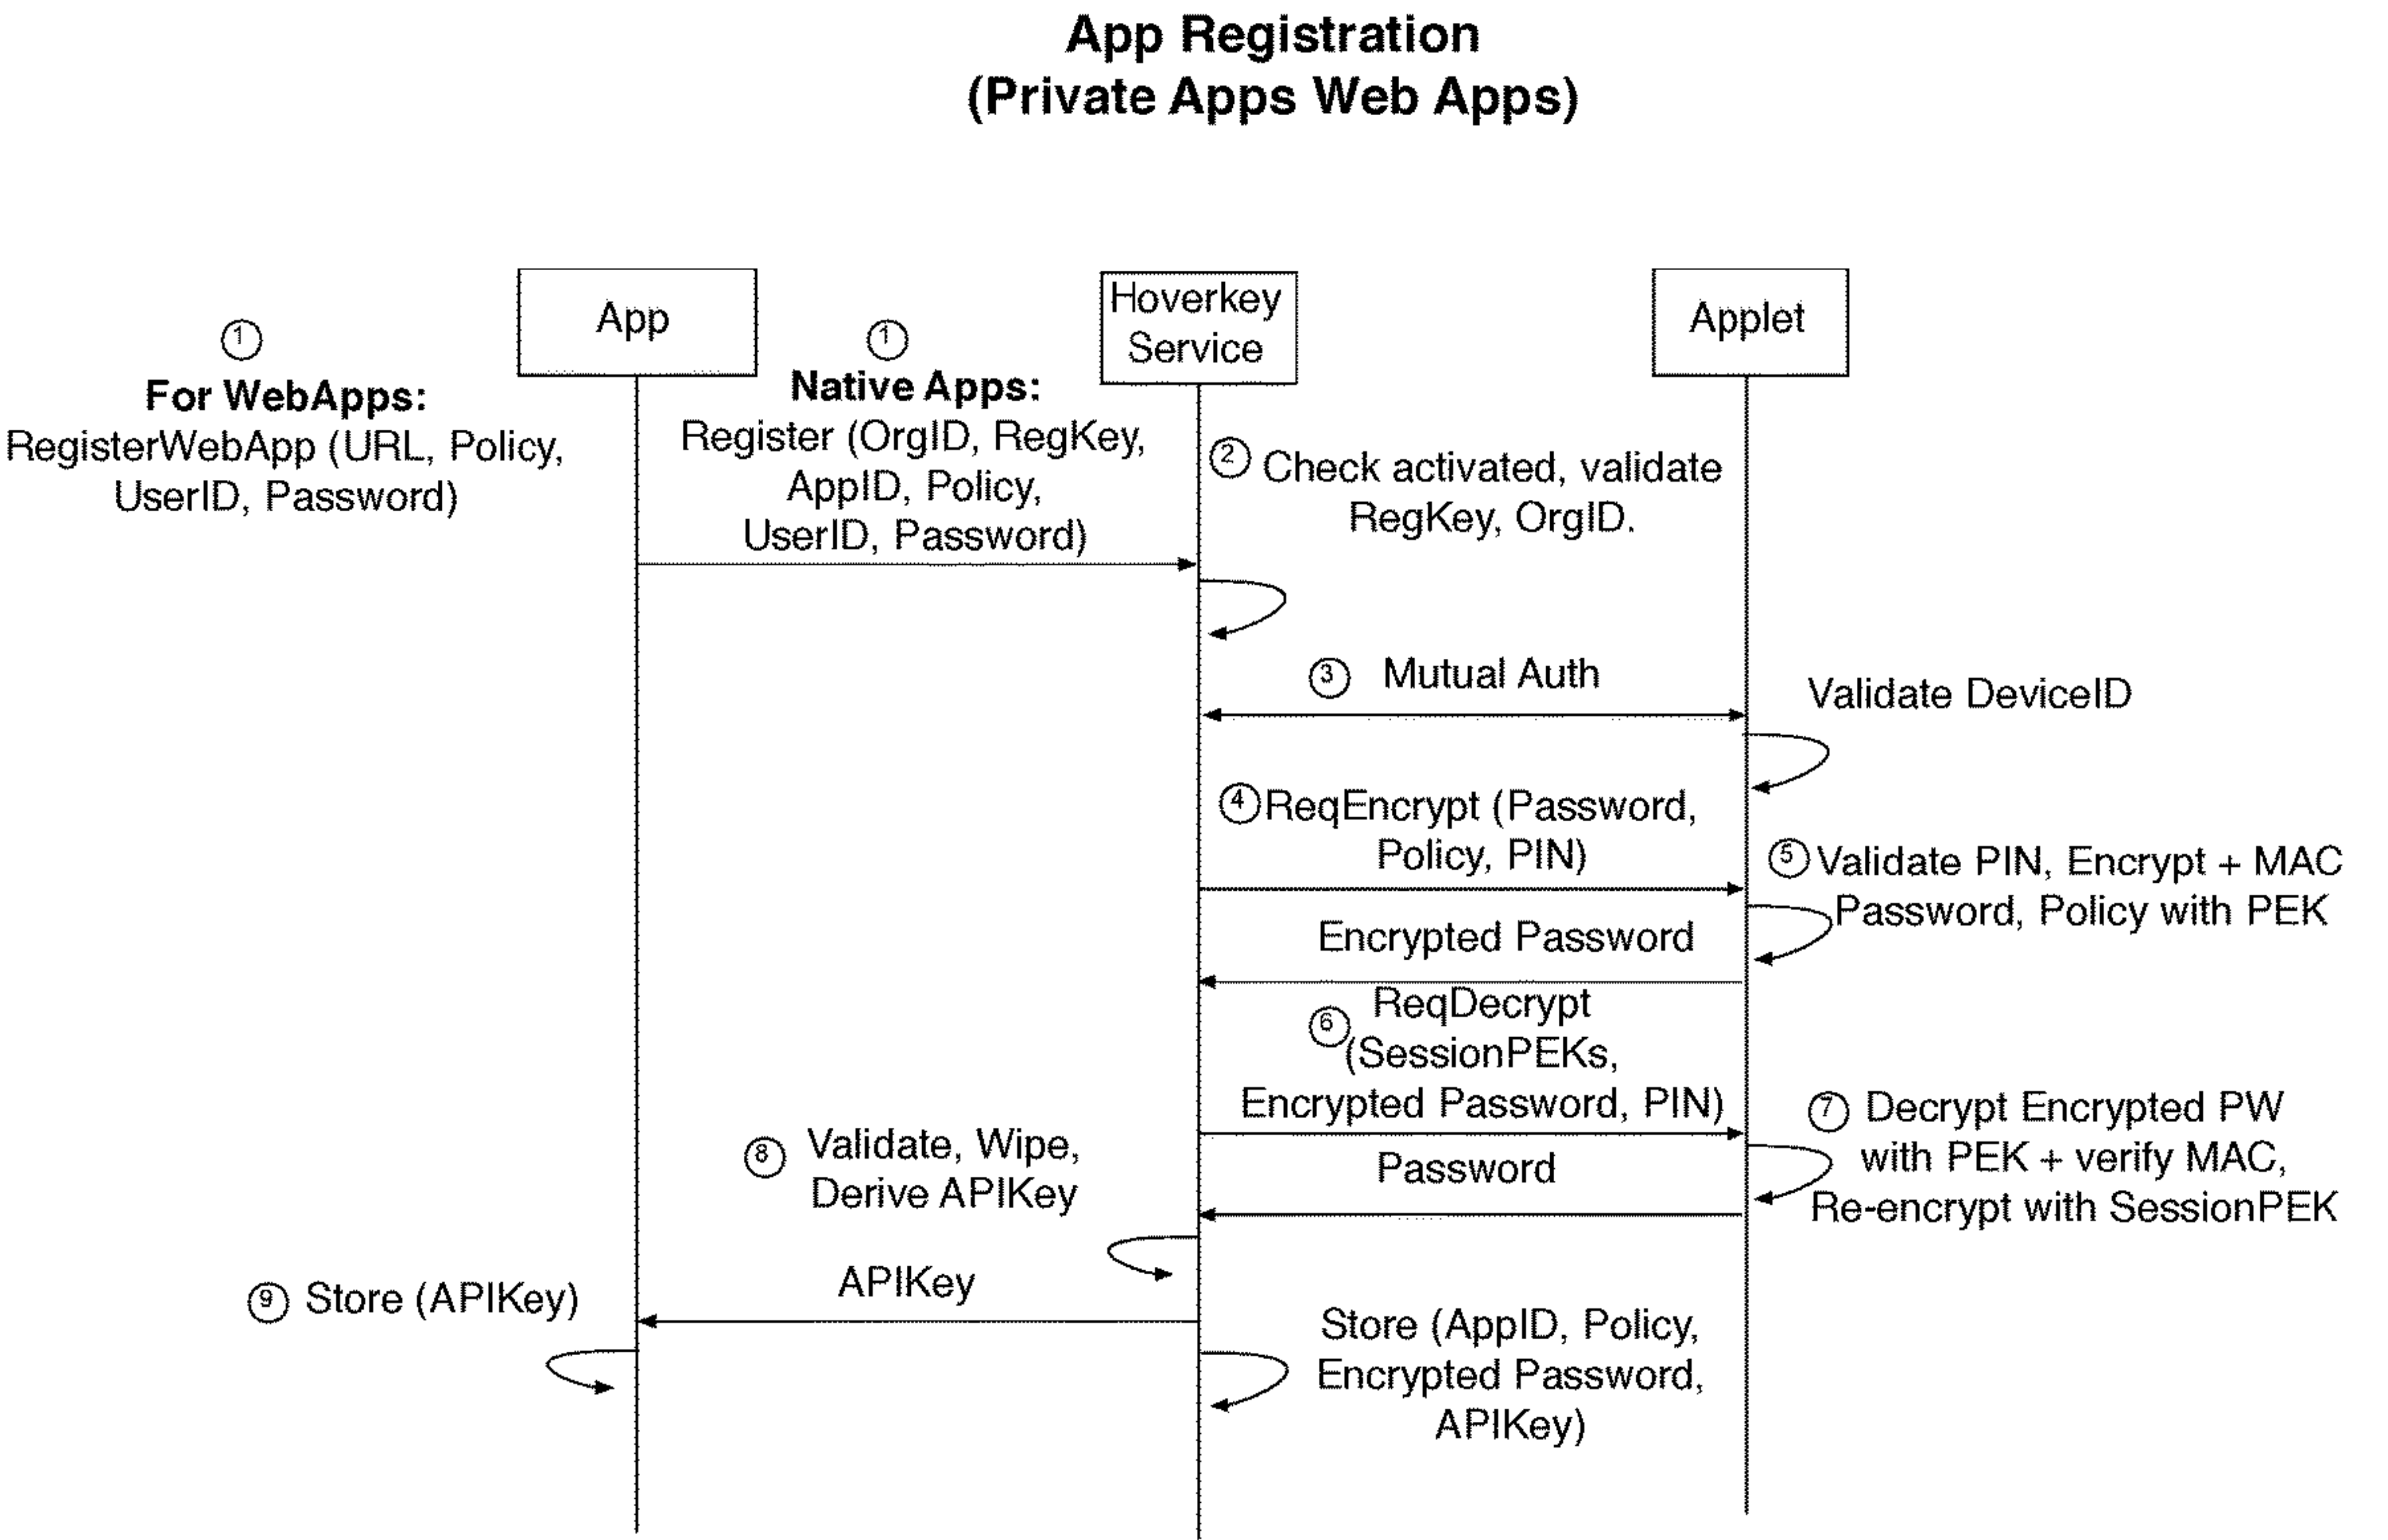 App Registration
(Private Apps Web Apps)
App
Hoverkey
Service
Applet
1
For WebApps:
RegisterWebApp (URL, Policy,
UserID, Password)
1
Native Apps:
Register (OrgID, RegKey,
AppID, Policy,
UserID, Password)
2 Check activated, validate
RegKey, OrgID.
3 Mutual Auth
Validate DeviceID
4 ReqEncrypt (Password,
Policy, PIN)
5 Validate PIN, Encrypt + MAC
Password, Policy with PEK
Encrypted Password
6 ReqDecrypt
(SessionPEKs,
Encrypted Password, PIN)
7 Decrypt Encrypted PW
with PEK + verify MAC,
Re-encrypt with SessionPEK
Password
8 Validate, Wipe,
Derive APIKey
APIKey
9 Store (APIKey)
Store (AppID, Policy,
Encrypted Password,
APIKey)